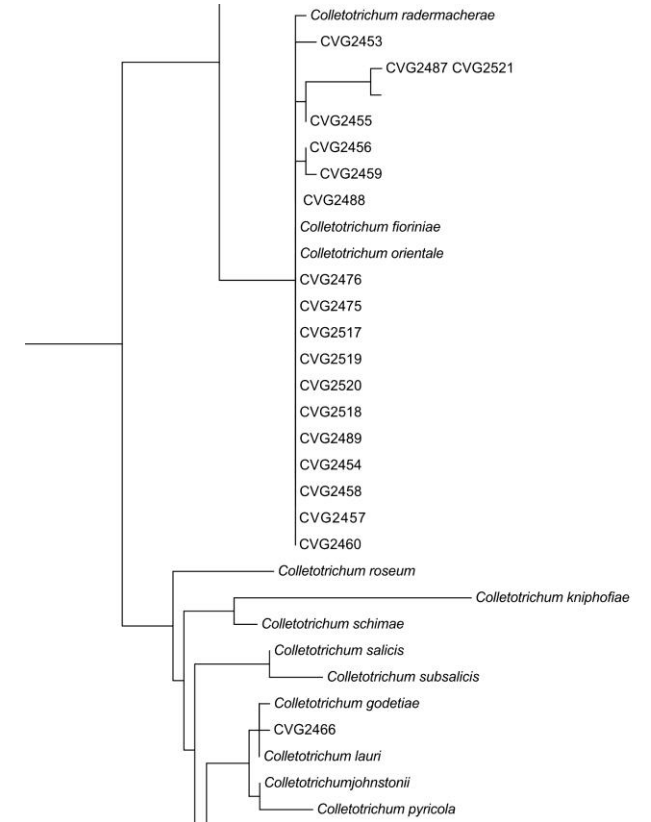 Colletotrichum radermacherae
CVG2453
CVG2487 CVG2521
CVG2455
CVG2456
CVG2459
CVG2488
Colletotrichum fioriniae
Colletotrichum orientale
CVG2476
CVG2475
CVG2517
CVG2519
CVG2520
CVG2518
CVG2489
CVG2454
CVG2458
CVG2457
CVG2460
Colletotrichum roseum
Colletotrichum kniphofiae
Colletotrichum schimae
Colletotrichum salicis
Colletotrichum subsalicis
Colletotrichum godetiae
CVG2466
Colletotrichum lauri
Colletotrichumjohnstonii
Colletotrichum pyricola